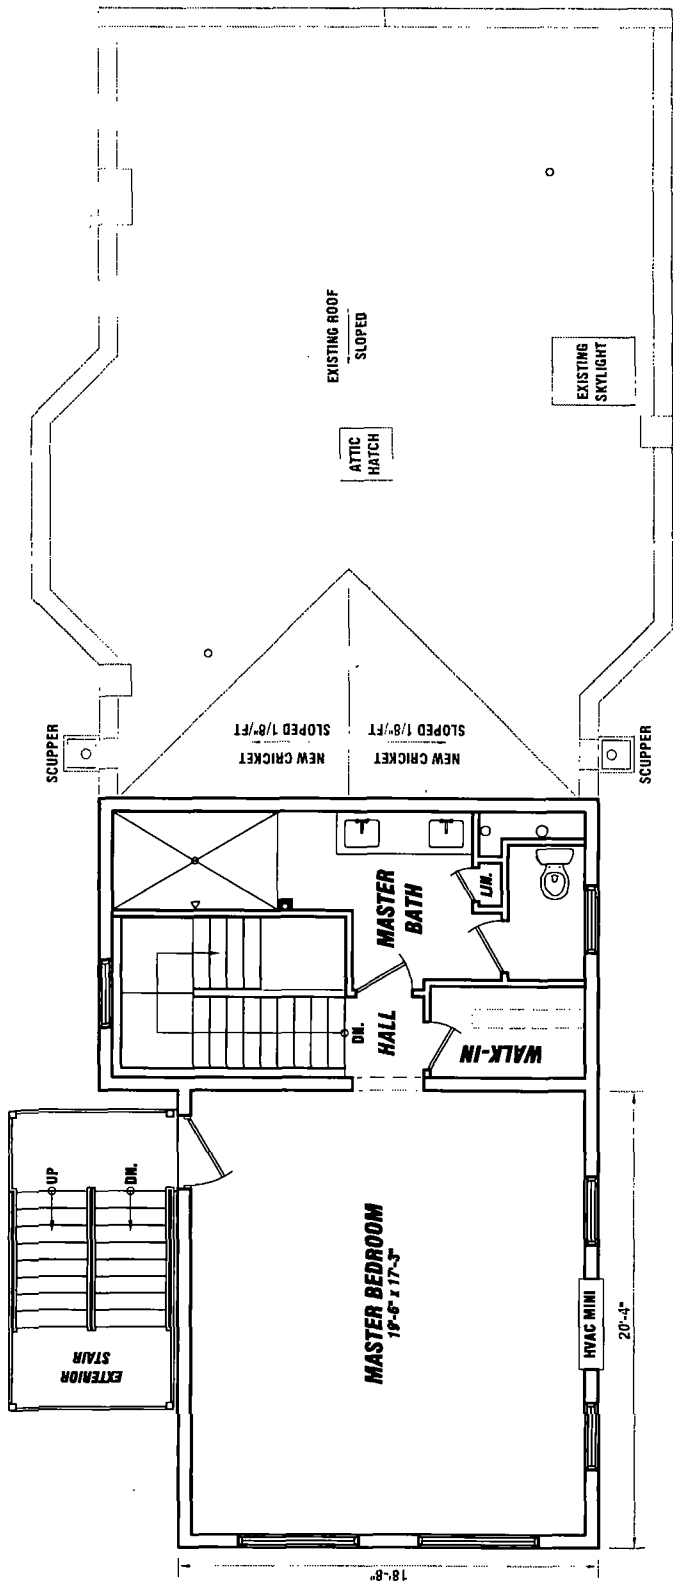 EXISTING ROOF
SLOPED
EXISTING
SKYLIGHT
ATTIC
HATCH
SCUPPER
NEW CRICKET
SLOPED 1/8"/FT
NEW CRICKET
SLOPED 1/8"/FT
SCUPPER
MASTER
BATH
LIN.
DN.
HALL
WALK-IN
UP
DN.
EXTERIOR
STAIR
MASTER BEDROOM
19'-6" x 17'-3"
HVAC MINI
20'-4"
18'-8"